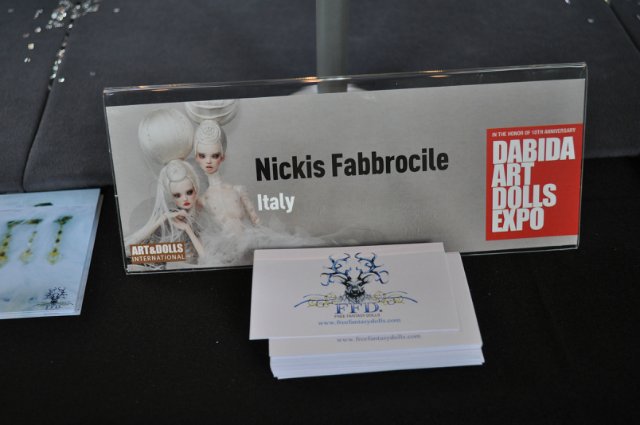 Nickis Fabbrocile
Italy
ART&DOLLS
INTERNATIONAL
IN THE HONOR OF 10TH ANNIVERSARY
DABIDA
ART
DOLLS
EXPO
FFD.
FREE FANTASY DOLLS
www.freefantasydolls.com
www.freefantasydolls.com